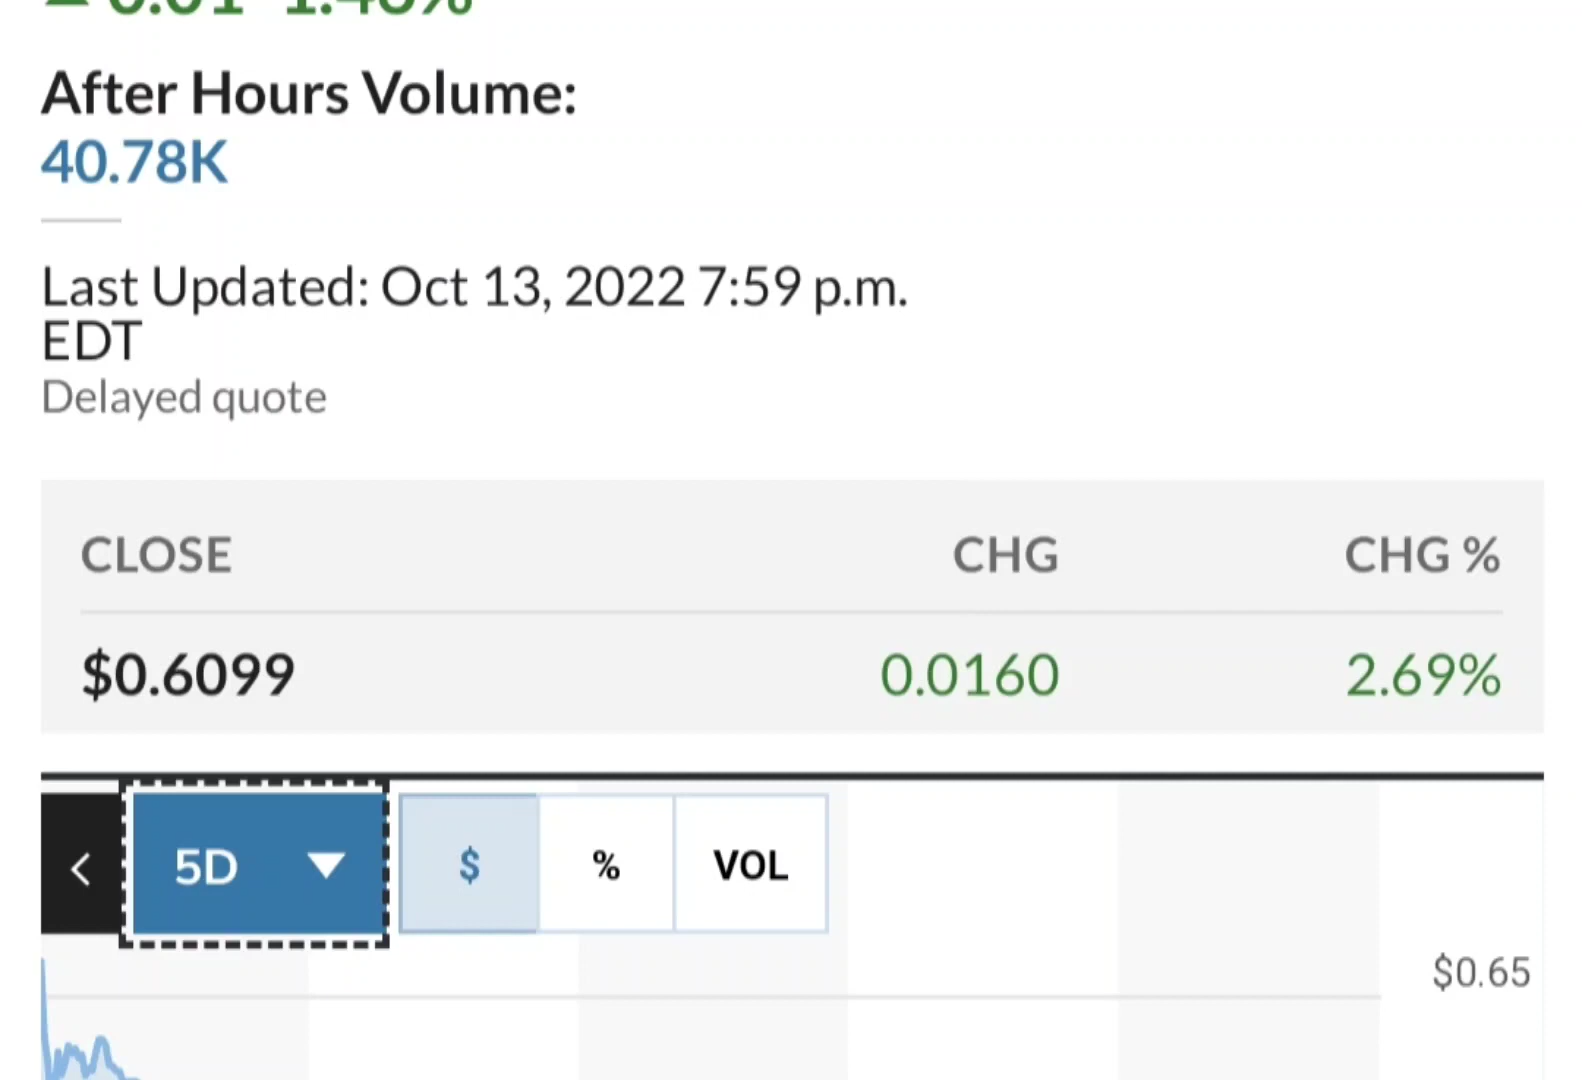 After Hours Volume:
40.78K
Last Updated: Oct 13, 2022 7:59 p.m.
EDT
Delayed quote
CLOSE CHG CHG %
$0.6099 0.0160 2.69%
5D $ % VOL
$0.65